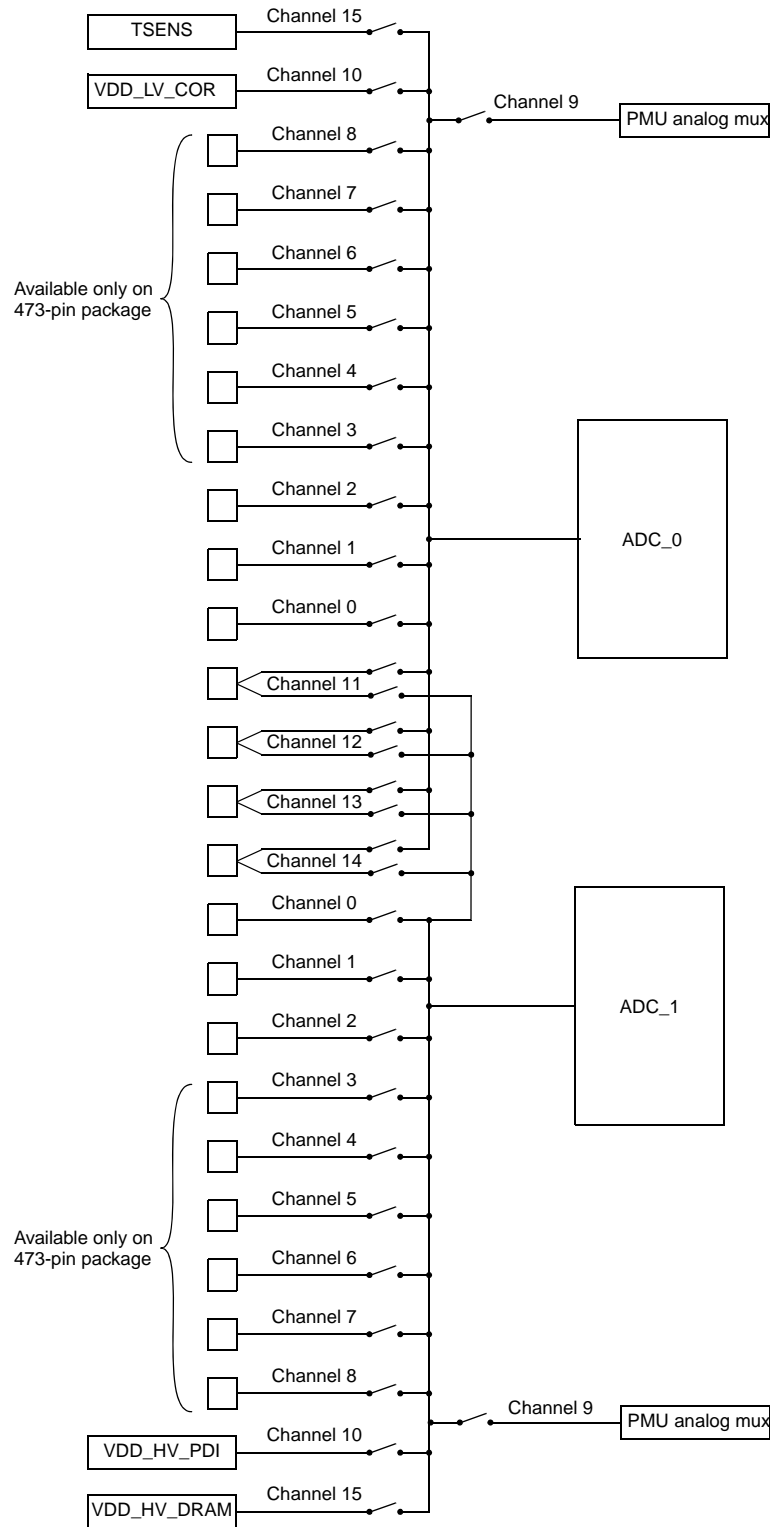 Channel 15
TSENS
Channel 10
VDD_LV_COR
Channel 9
PMU analog mux
Channel 8
Channel 7
Channel 6
Available only on
473-pin package
Channel 5
Channel 4
Channel 3
Channel 2
ADC_0
Channel 1
Channel 0
Channel 11
Channel 12
Channel 13
Channel 14
Channel 0
Channel 1
ADC_1
Channel 2
Channel 3
Channel 4
Channel 5
Available only on
473-pin package
Channel 6
Channel 7
Channel 8
Channel 9
PMU analog mux
Channel 10
VDD_HV_PDI
Channel 15
VDD_HV_DRAM